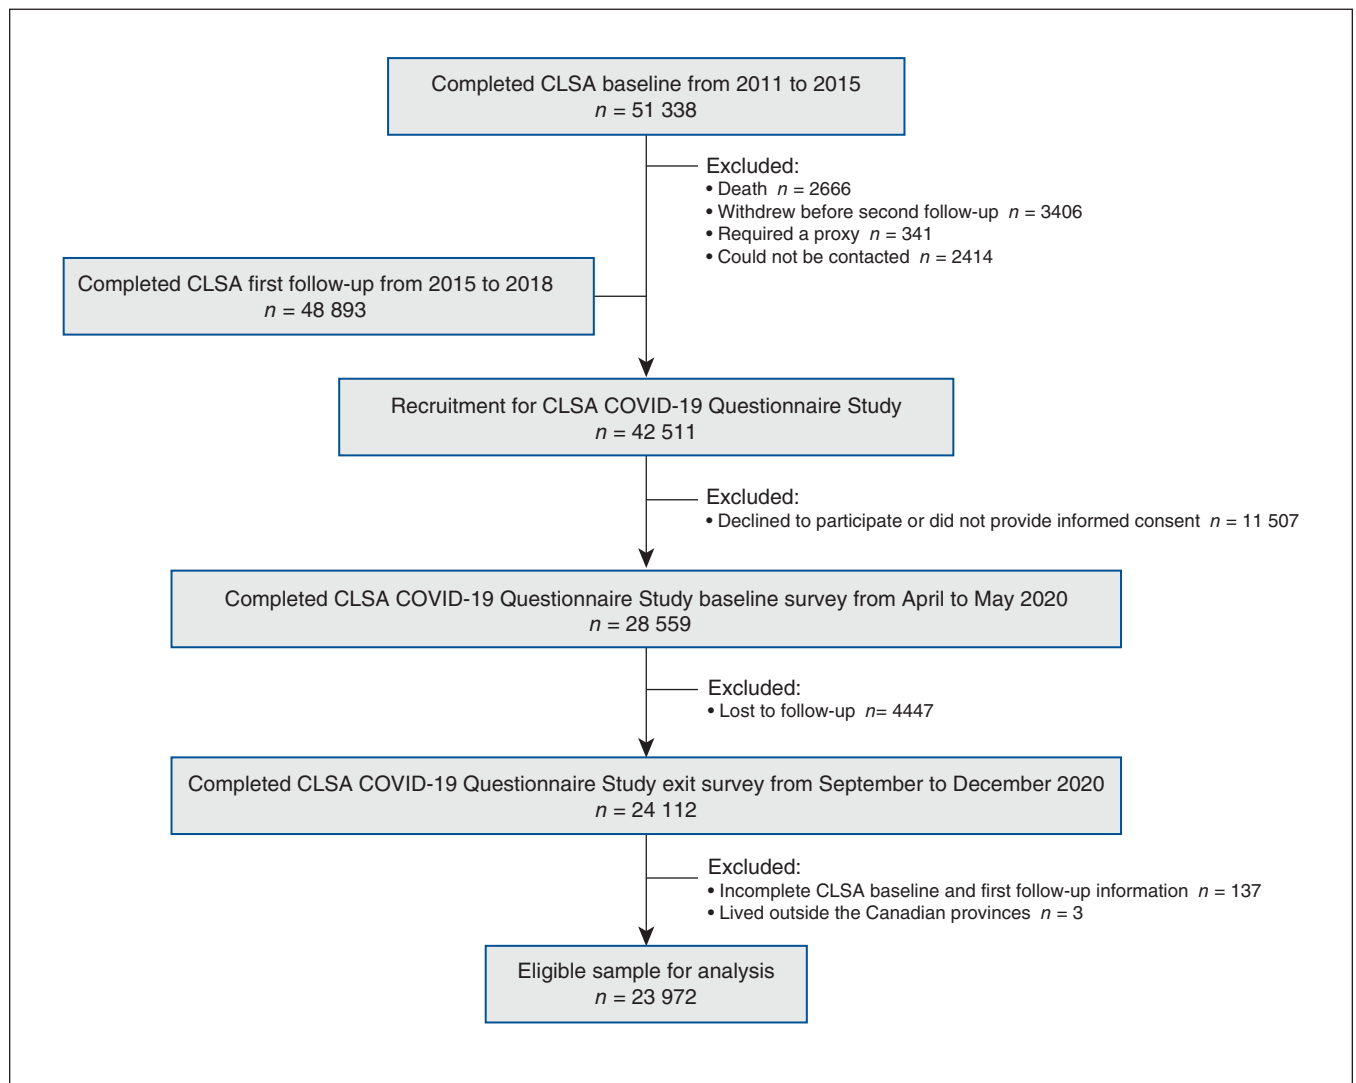 Completed CLSA baseline from 2011 to 2015
n = 51 338
Excluded:
• Death n = 2666
• Withdrew before second follow-up n = 3406
• Required a proxy n = 341
• Could not be contacted n = 2414
Completed CLSA first follow-up from 2015 to 2018
n = 48 893
Recruitment for CLSA COVID-19 Questionnaire Study
n = 42 511
Excluded:
• Declined to participate or did not provide informed consent n = 11 507
Completed CLSA COVID-19 Questionnaire Study baseline survey from April to May 2020
n = 28 559
Excluded:
• Lost to follow-up n= 4447
Completed CLSA COVID-19 Questionnaire Study exit survey from September to December 2020
n = 24 112
Excluded:
• Incomplete CLSA baseline and first follow-up information n = 137
• Lived outside the Canadian provinces n = 3
Eligible sample for analysis
n = 23 972